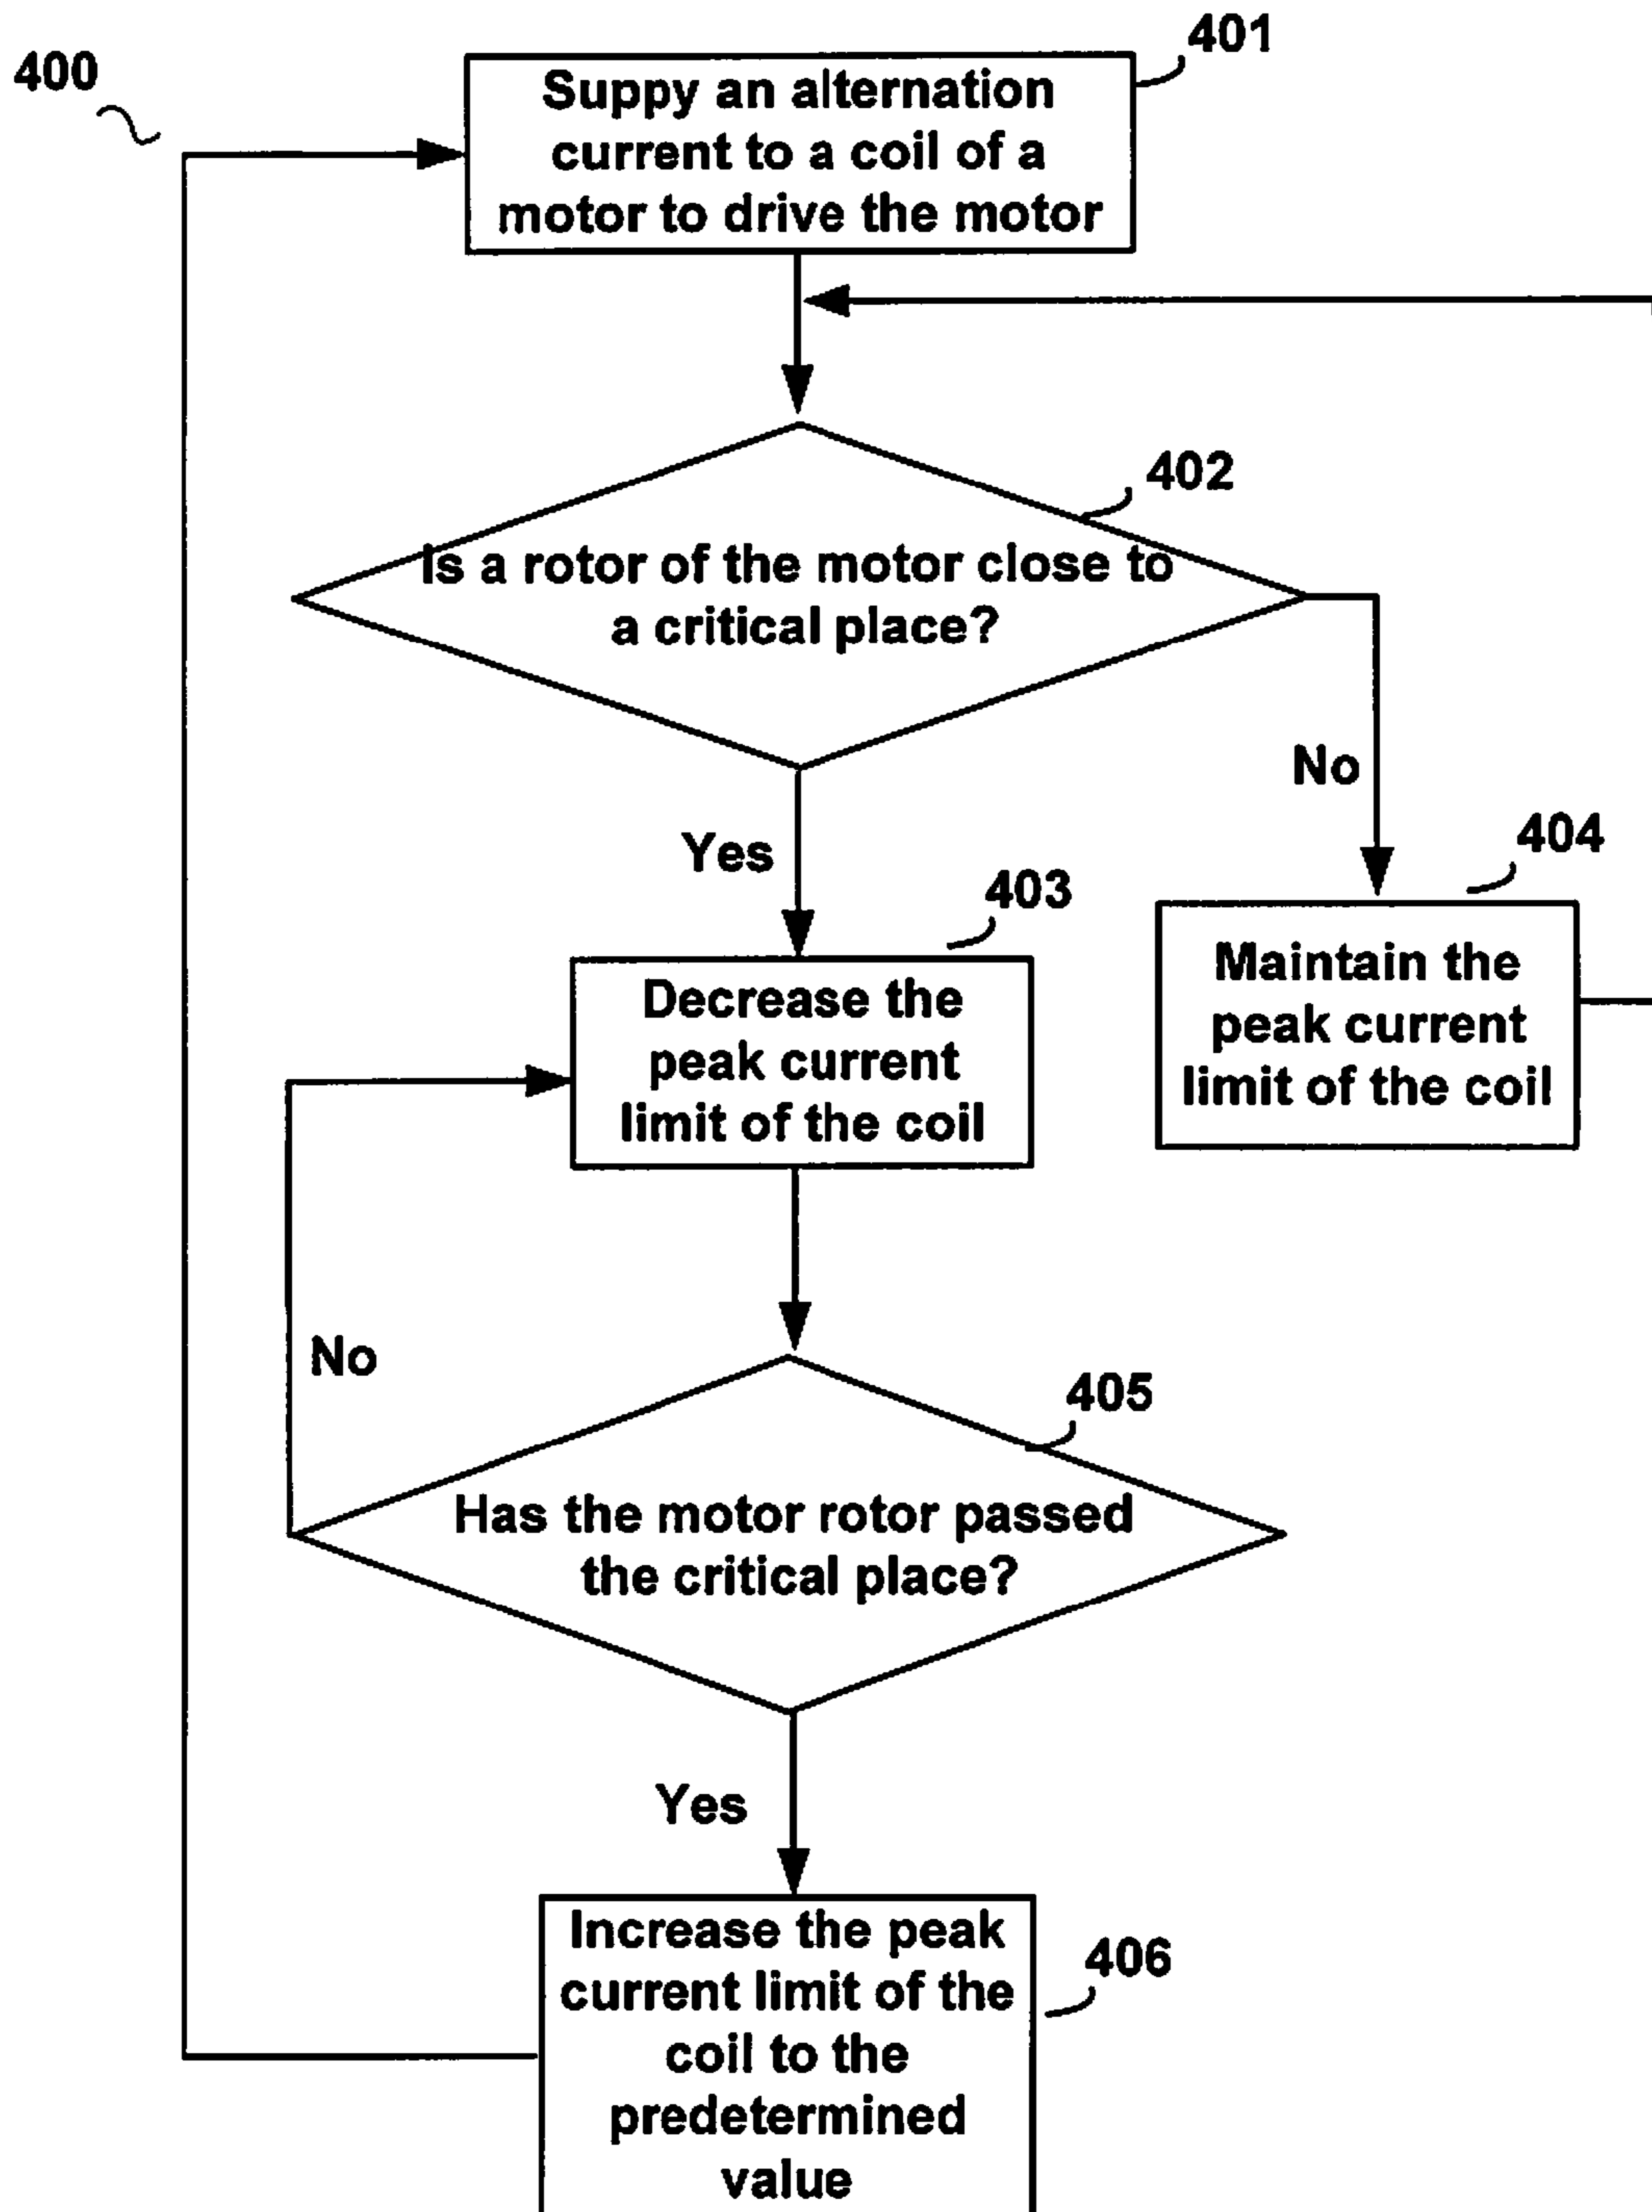 400
401
Suppy an alternation
current to a coil of a
motor to drive the motor
402
Is a rotor of the motor close to
a critical place?
No
Yes
404
403
Maintain the
peak current
limit of the coil
Decrease the
peak current
limit of the coil
No
405
Has the motor rotor passed
the critical place?
Yes
406
Increase the peak
current limit of the
coil to the
predetermined
value